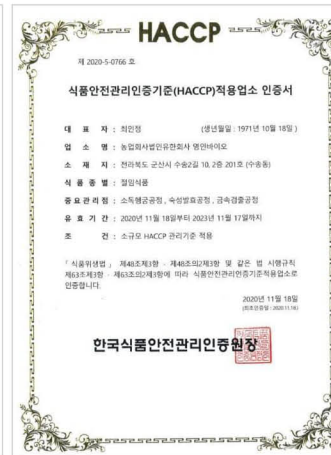 HACCP
제 2020-5-0766 호
식품안전관리인증기준(HACCP)적용업소 인증서
대 표 자 : 최인정 (생년월일 : 1971년 10월 18일)
업 소 명 : 농업회사법인유한회사 명인바이오
소 재 지 : 전라북도 군산시 수송2길 10, 2층 201호 (수송동)
식 품 종 별 : 절임식품
중요관리점 : 소독헹굼공정, 숙성발효공정, 금속검출공정
유 효 기 간 : 2020년 11월 18일부터 2023년 11월 17일까지
조 건 : 소규모 HACCP 관리기준 적용
「식품위생법」 제48조제3항 · 제48조의2제3항 및 같은 법 시행규칙
제63조제3항 · 제63조의2제3항에 따라 식품안전관리인증기준적용업소로
인증합니다.
2020년 11월 18일
(최초인증일 : 2020.11.18.)
한국식품안전관리인증원장